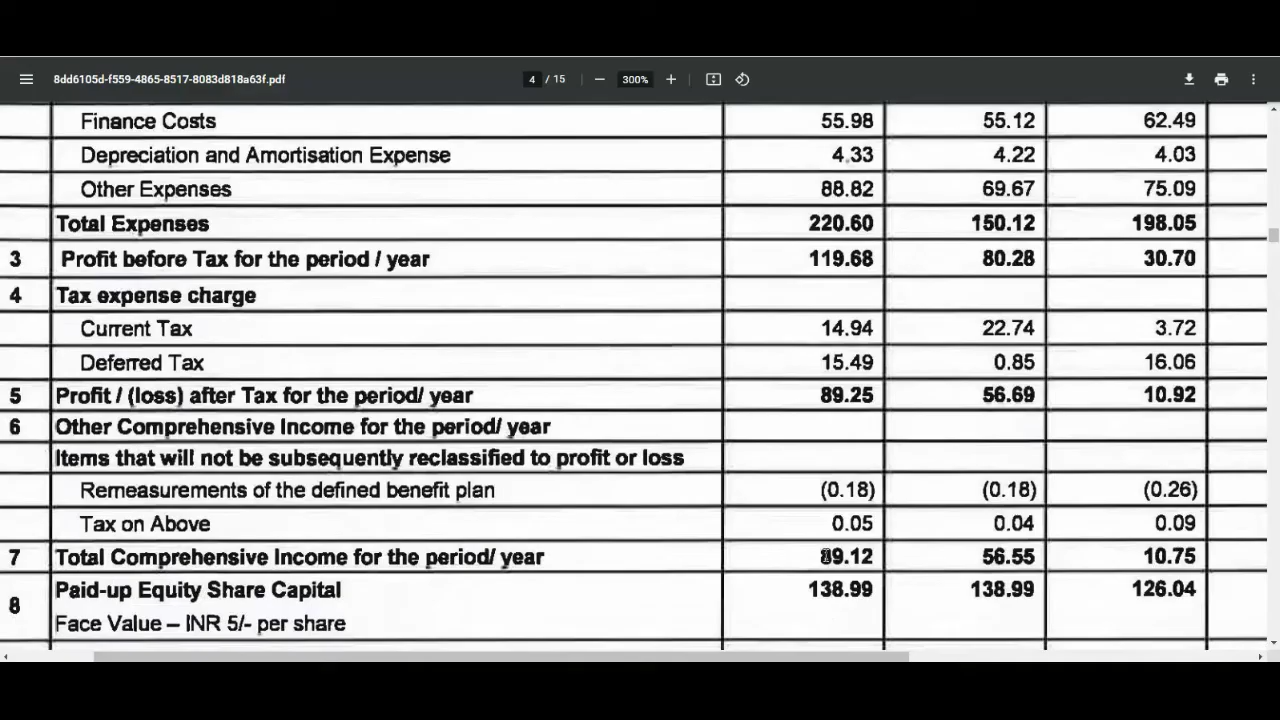 8dd6105d-f559-4865-8517-8083d818a63f.pdf 4 / 15 300%
Finance Costs 55.98 55.12 62.49
Depreciation and Amortisation Expense 4.33 4.22 4.03
Other Expenses 88.82 69.67 75.09
Total Expenses 220.60 150.12 198.05
3 Profit before Tax for the period / year 119.68 80.28 30.70
4 Tax expense charge
Current Tax 14.94 22.74 3.72
Deferred Tax 15.49 0.85 16.06
5 Profit / (loss) after Tax for the period/ year 89.25 56.69 10.92
6 Other Comprehensive Income for the period/ year
Items that will not be subsequently reclassified to profit or loss
Remeasurements of the defined benefit plan (0.18) (0.18) (0.26)
Tax on Above 0.05 0.04 0.09
7 Total Comprehensive Income for the period/ year 89.12 56.55 10.75
8 Paid-up Equity Share Capital 138.99 138.99 126.04
Face Value – INR 5/- per share